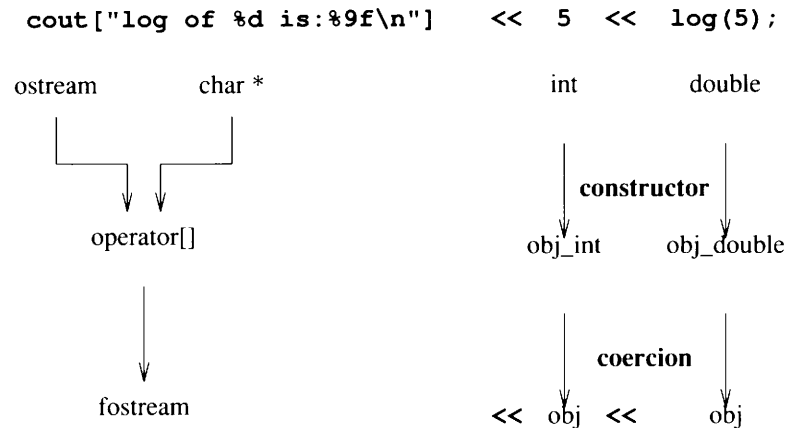 cout["log of %d is:%9f\n"] << 5 << log(5);
ostream char * int double
constructor
operator[] obj_int obj_double
coercion
fostream << obj << obj